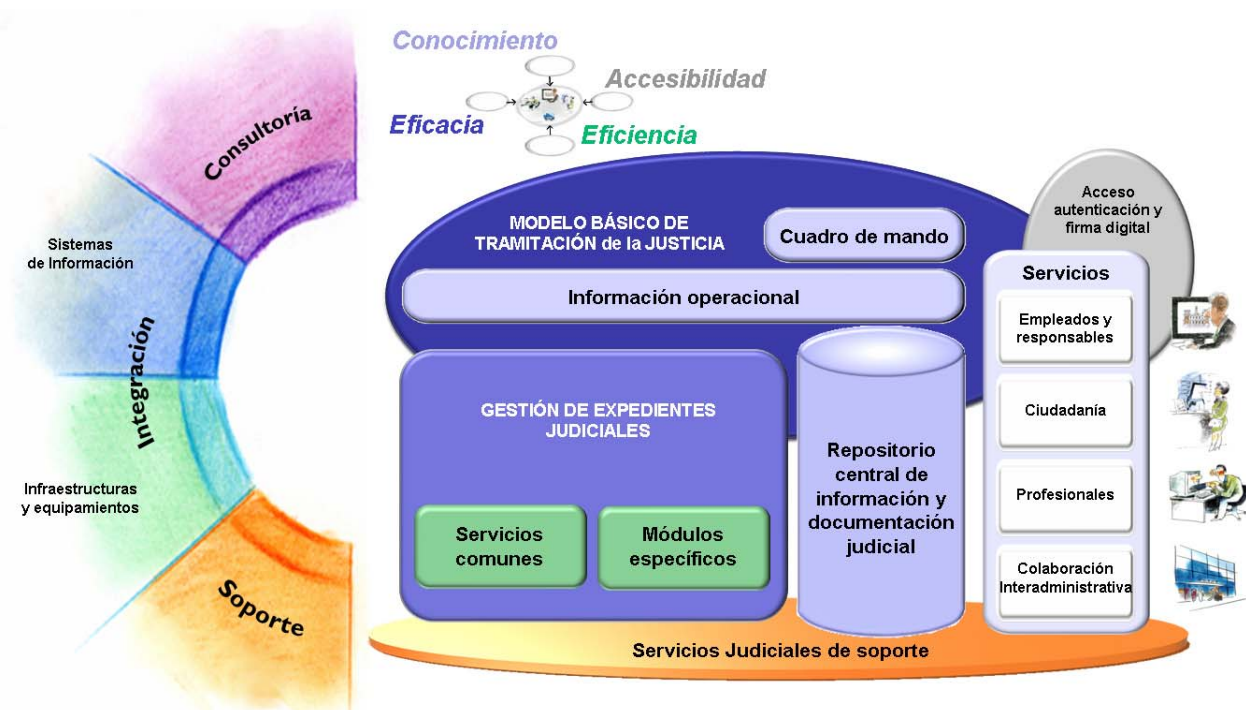 Consultoría
Sistemas
de Información
Integración
Infraestructuras
y equipamientos
Soporte
Conocimiento
Accesibilidad
Eficacia
Eficiencia
MODELO BÁSICO DE
TRAMITACIÓN de la JUSTICIA
Cuadro de mando
Información operacional
Acceso
autenticación y
firma digital
GESTIÓN DE EXPEDIENTES
JUDICIALES
Servicios
comunes
Módulos
específicos
Repositorio
central de
información y
documentación
judicial
Servicios
Empleados y
responsables
Ciudadanía
Profesionales
Colaboración
Interadministrativa
Servicios Judiciales de soporte